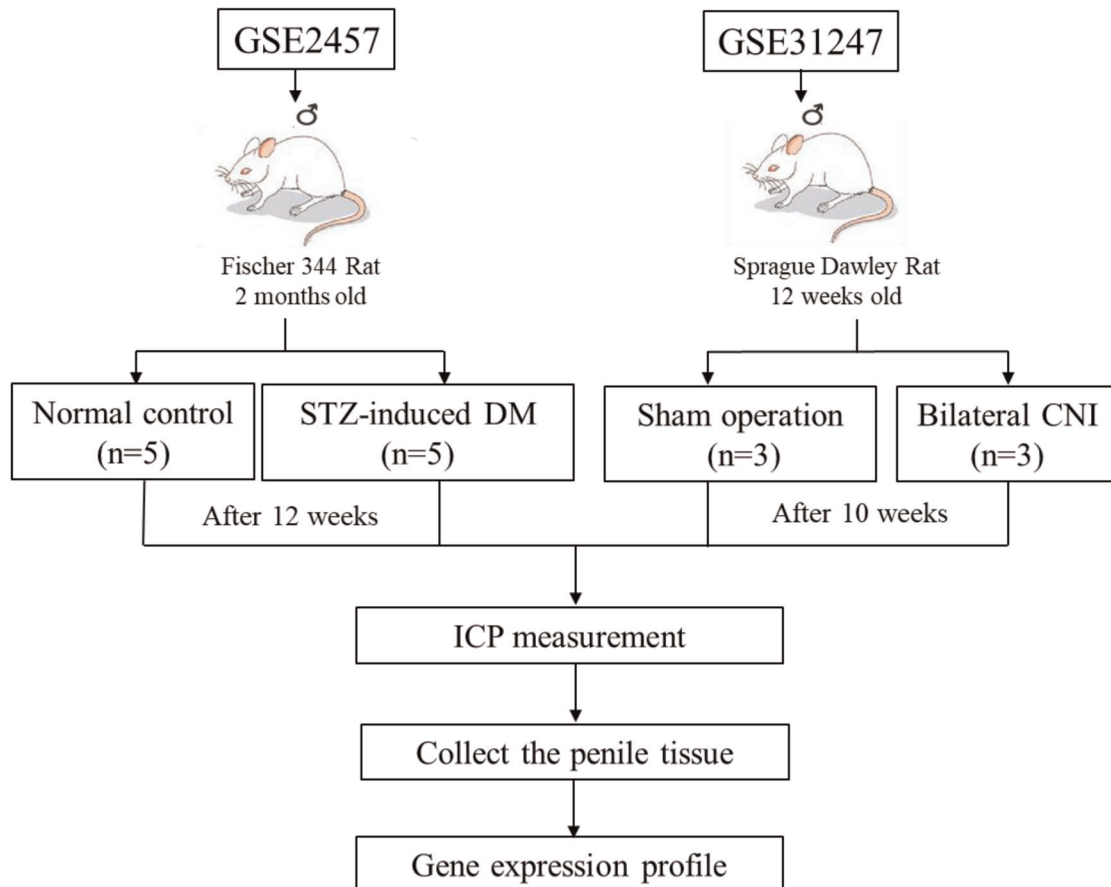 GSE2457
GSE31247
♂
♂
Fischer 344 Rat
2 months old
Sprague Dawley Rat
12 weeks old
Normal control
(n=5)
STZ-induced DM
(n=5)
Sham operation
(n=3)
Bilateral CNI
(n=3)
After 12 weeks
After 10 weeks
ICP measurement
Collect the penile tissue
Gene expression profile